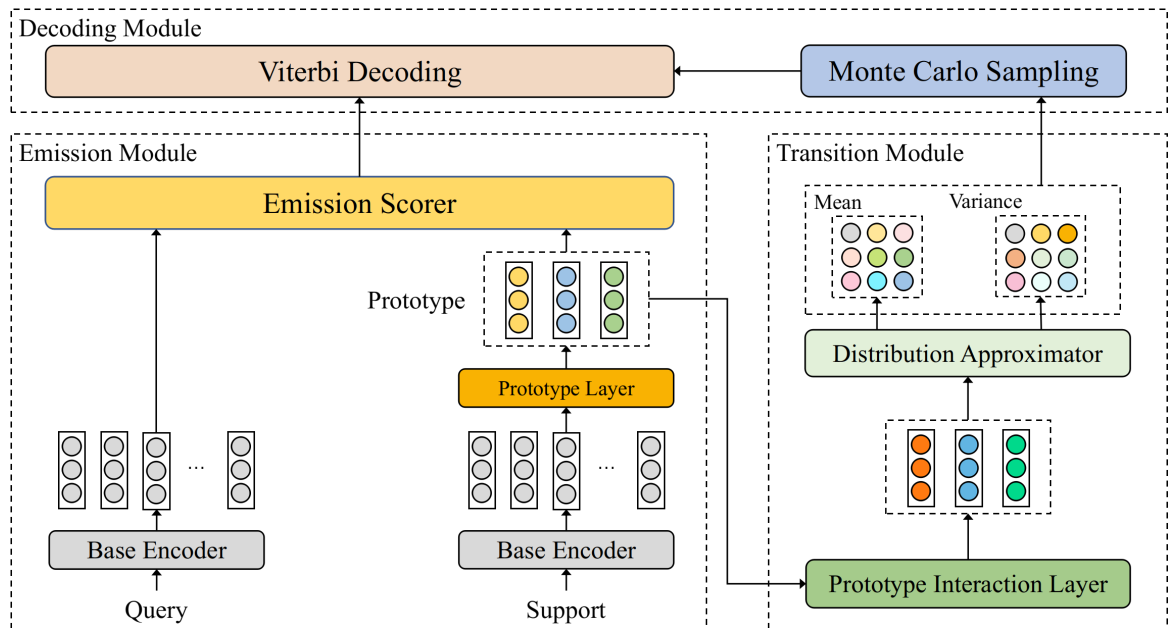 Decoding Module
Viterbi Decoding
Monte Carlo Sampling
Emission Module
Emission Scorer
Prototype
Prototype Layer
...
...
Base Encoder
Base Encoder
Query
Support
Transition Module
Mean
Variance
Distribution Approximator
Prototype Interaction Layer